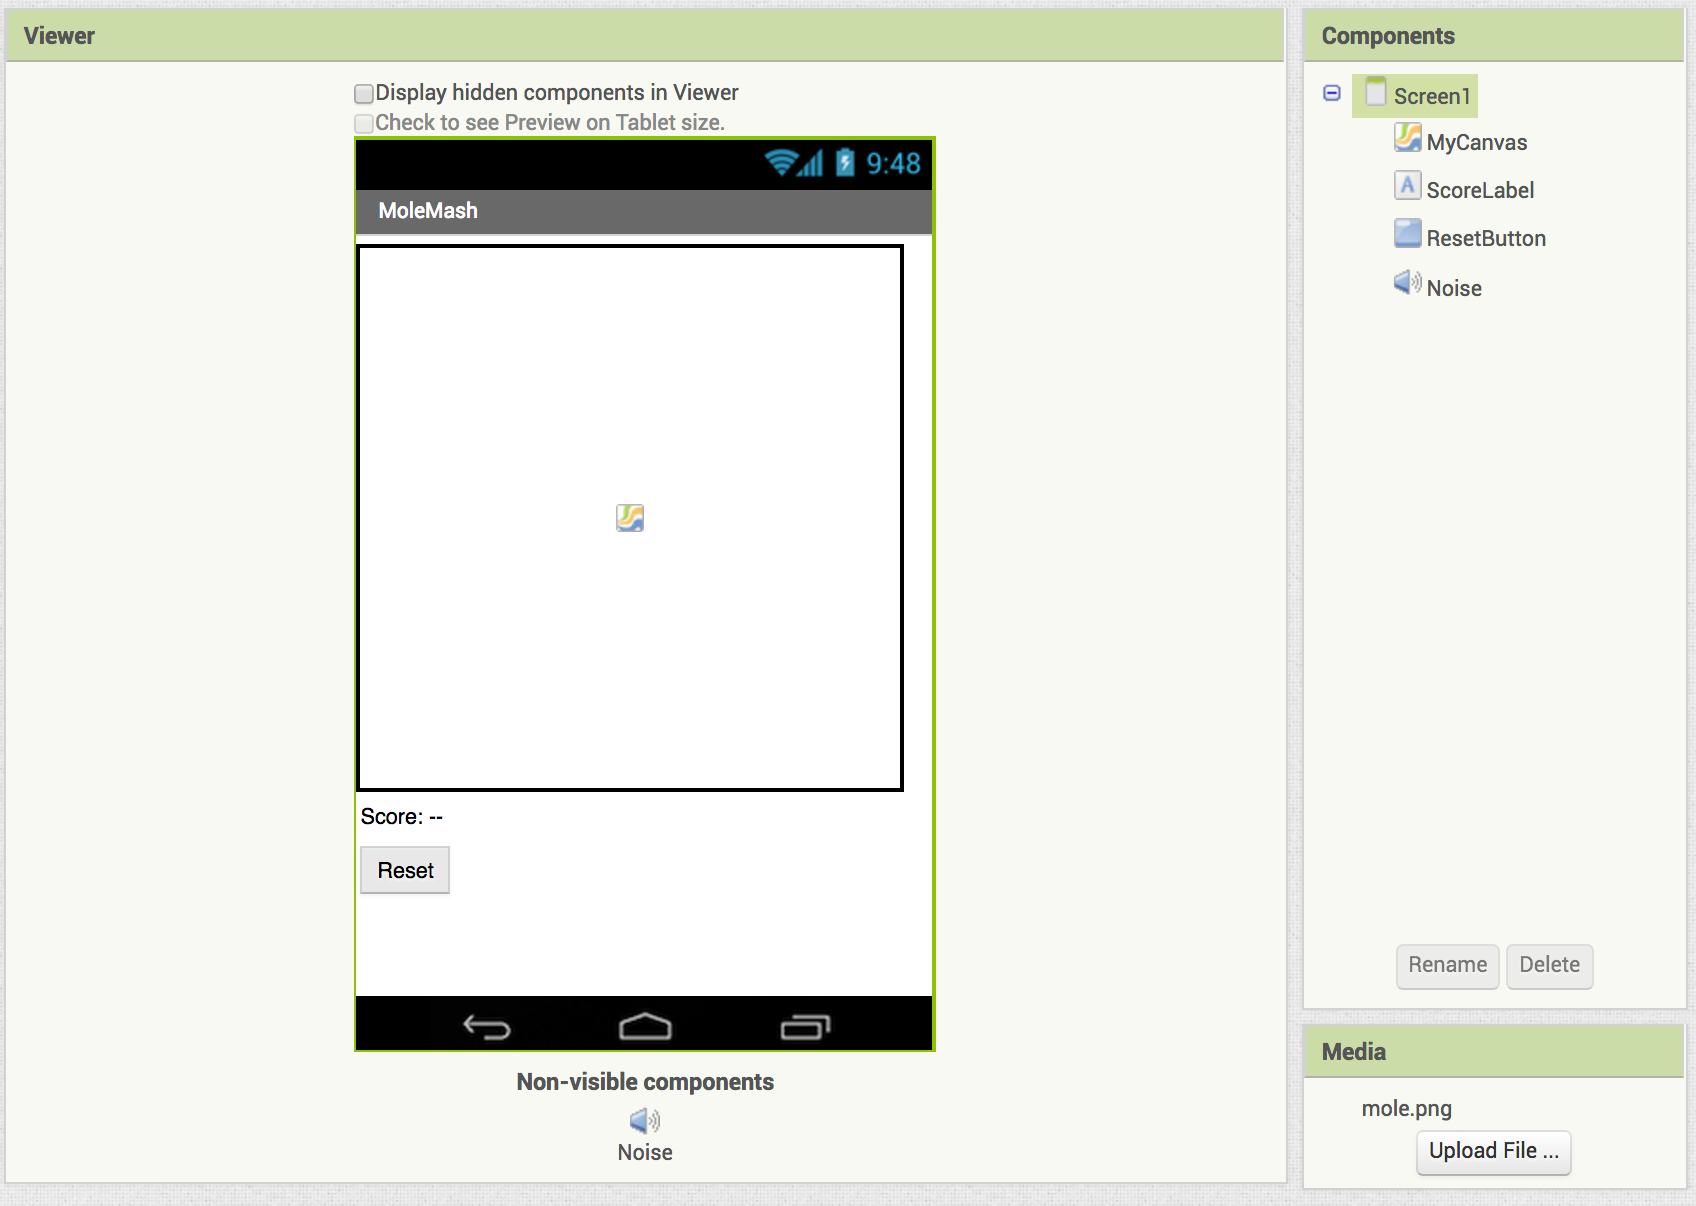 Viewer
Display hidden components in Viewer
Check to see Preview on Tablet size.
9:48
MoleMash
Score: --
Reset
Non-visible components
Noise
Components
Screen1
MyCanvas
A ScoreLabel
ResetButton
Noise
Rename Delete
Media
mole.png
Upload File ...